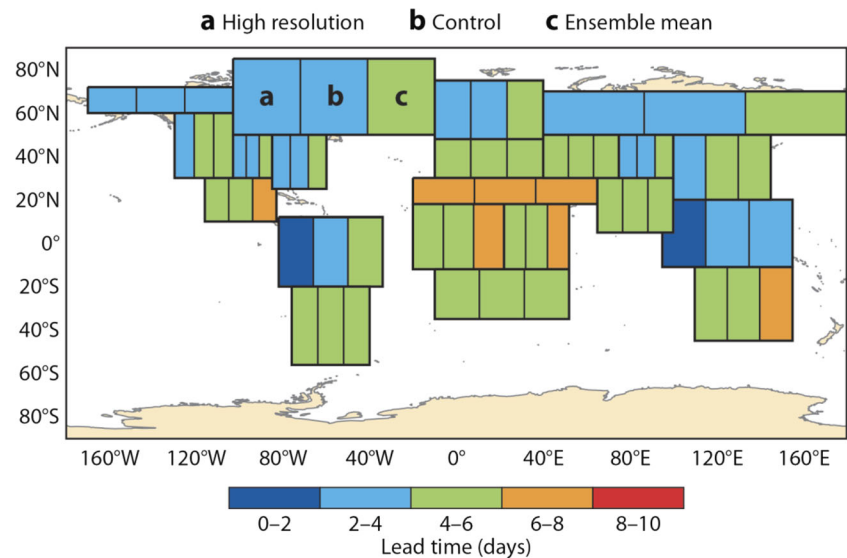 a High resolution b Control c Ensemble mean
80°N
60°N
40°N
20°N
0°
20°S
40°S
60°S
80°S
a b c
160°W 120°W 80°W 40°W 0° 40°E 80°E 120°E 160°E
0–2 2–4 4–6 6–8 8–10
Lead time (days)